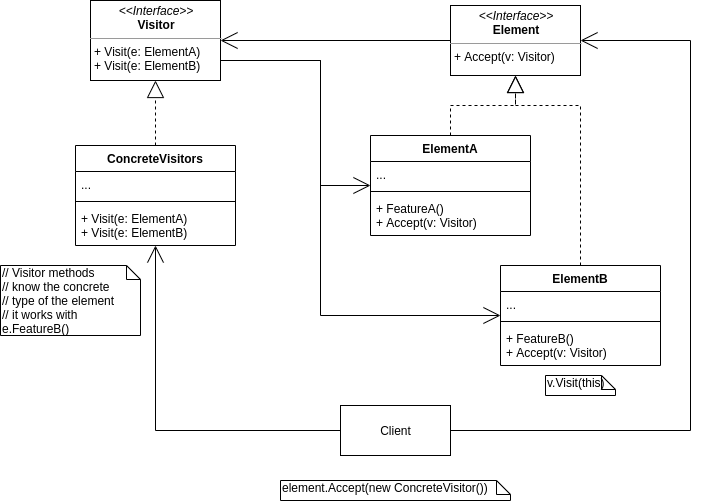 <<Interface>>
Visitor
+ Visit(e: ElementA)
+ Visit(e: ElementB)
<<Interface>>
Element
+ Accept(v: Visitor)
ConcreteVisitors
...
+ Visit(e: ElementA)
+ Visit(e: ElementB)
ElementA
...
+ FeatureA()
+ Accept(v: Visitor)
// Visitor methods
// know the concrete
// type of the element
// it works with
e.FeatureB()
ElementB
...
+ FeatureB()
+ Accept(v: Visitor)
v.Visit(this)
Client
element.Accept(new ConcreteVisitor())